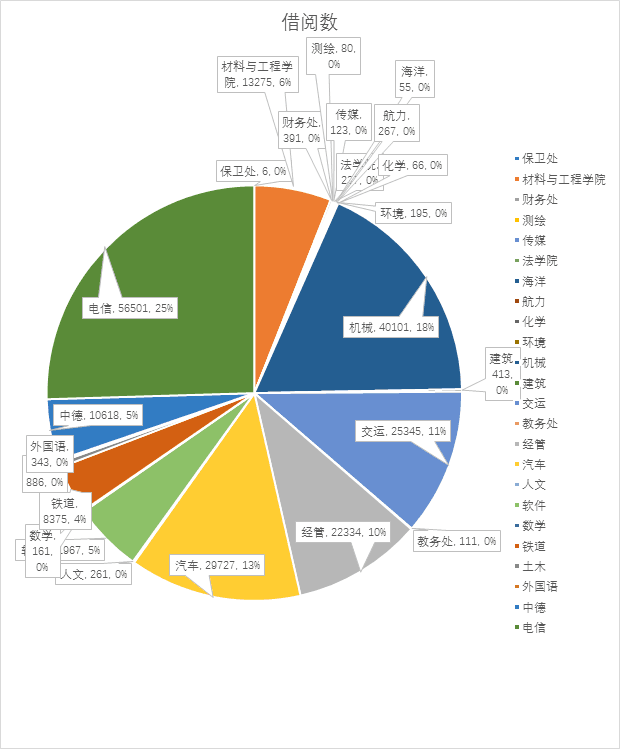 借阅数
测绘, 80,
0%
材料与工程学
院, 13275, 6%
海洋,
55, 0%
财务处,
391, 0%
传媒,
123, 0%
航力,
267, 0%
法学院,
0%
化学, 66, 0%
保卫处, 6, 0%
环境, 195, 0%
电信, 56501, 25%
机械, 40101, 18%
建筑,
413,
0%
中德, 10618, 5%
交运, 25345, 11%
外国语,
343, 0%
886, 0%
铁道,
8375, 4%
数学,
161,
0%
967, 5%
人文, 261, 0%
汽车, 29727, 13%
经管, 22334, 10%
教务处, 111, 0%
保卫处
材料与工程学院
财务处
测绘
传媒
法学院
海洋
航力
化学
环境
机械
建筑
交运
教务处
经管
汽车
人文
软件
数学
铁道
土木
外国语
中德
电信